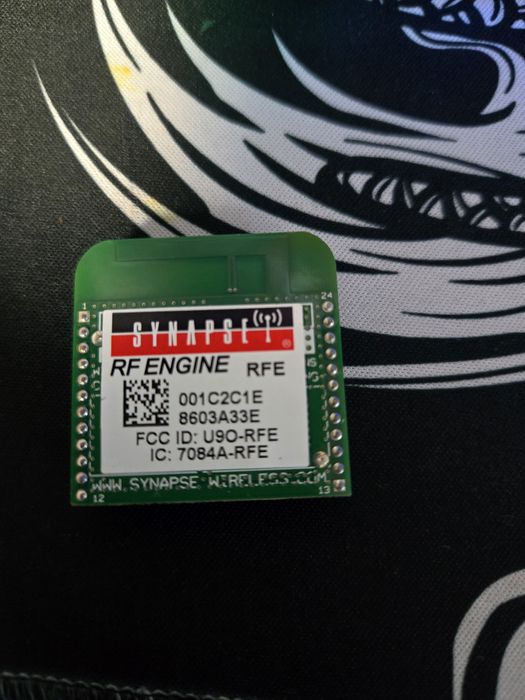 1
24
SYNAPSE
®
RF ENGINE RFE
001C2C1E
8603A33E
FCC ID: U9O-RFE
IC: 7084A-RFE
WWW.SYNAPSE WIRELESS.COM
12
13